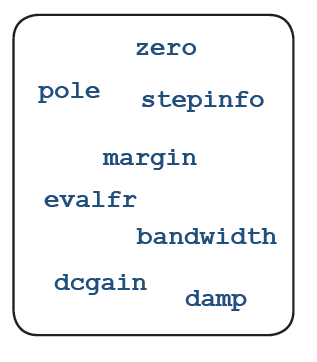 zero
pole
stepinfo
margin
evalfr
bandwidth
dcgain
damp